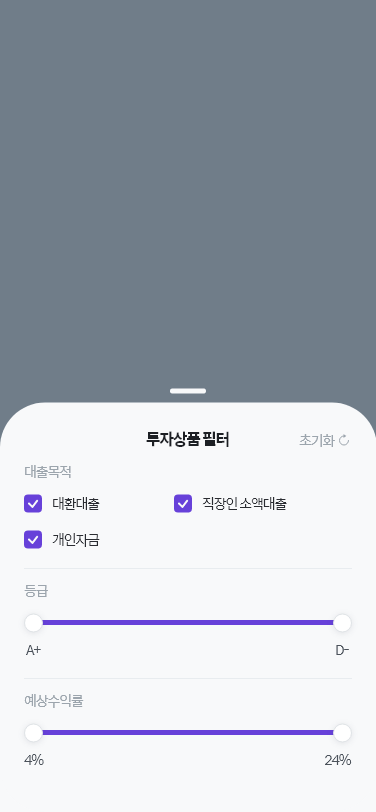 투자상품 필터
초기화
대출목적
대환대출
직장인 소액대출
개인자금
등급
A+
D-
예상수익률
4%
24%